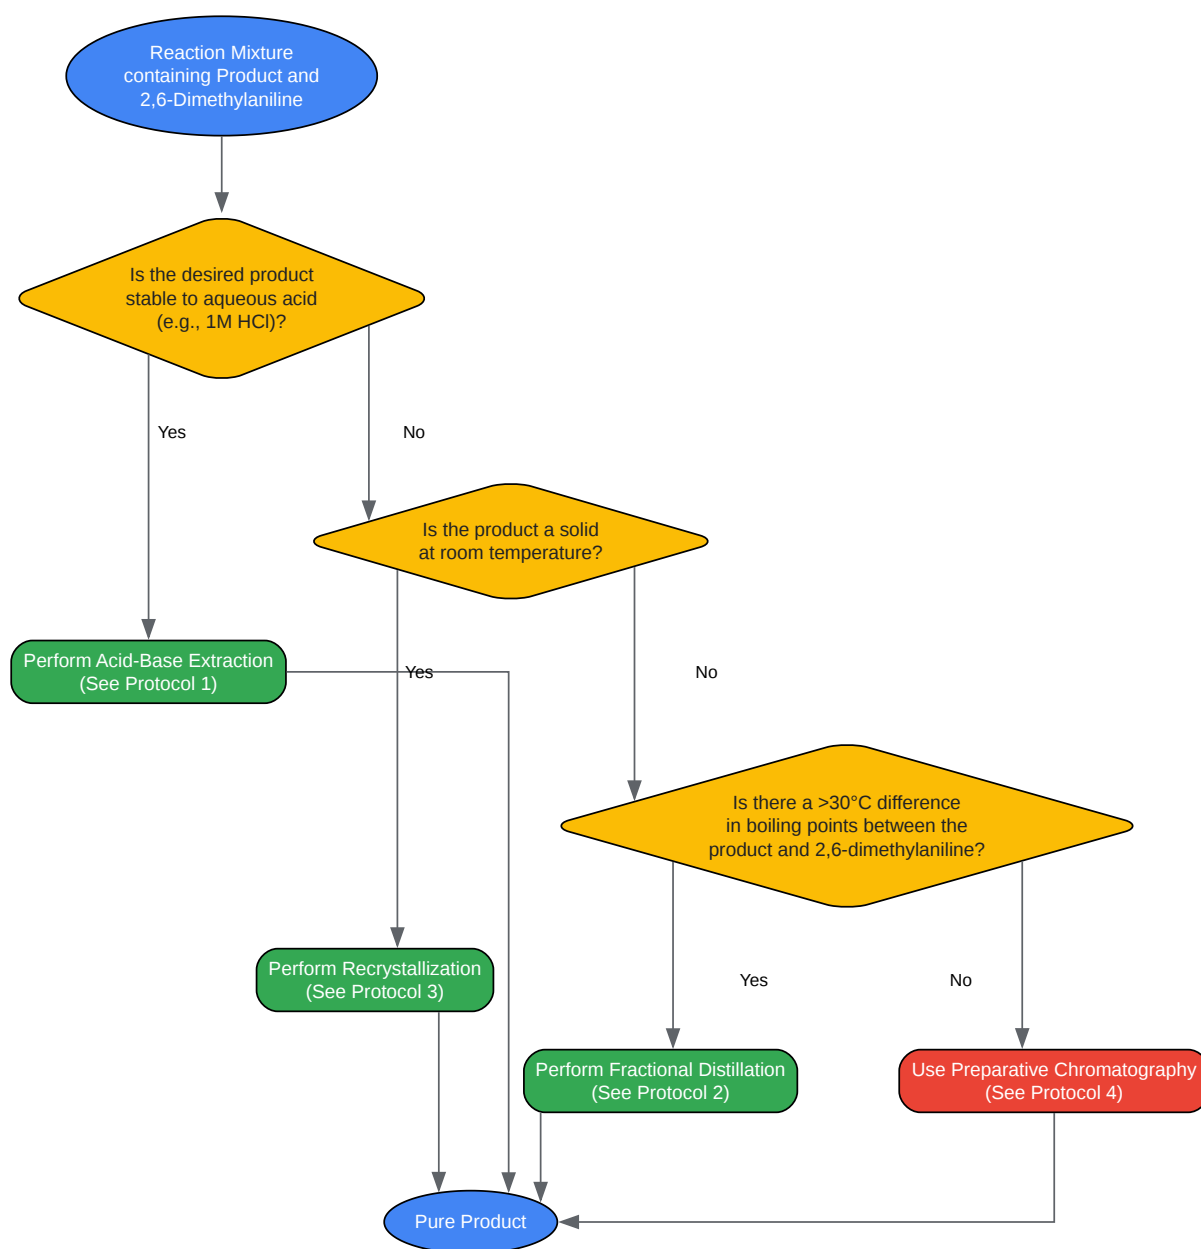 Reaction Mixture
containing Product and
2,6-Dimethylaniline
Is the desired product
stable to aqueous acid
(e.g., 1M HCl)?
Yes
No
Is the product a solid
at room temperature?
Perform Acid-Base Extraction
(See Protocol 1)
Yes
No
Is there a >30°C difference
in boiling points between the
product and 2,6-dimethylaniline?
Perform Recrystallization
(See Protocol 3)
Yes
No
Perform Fractional Distillation
(See Protocol 2)
Use Preparative Chromatography
(See Protocol 4)
Pure Product